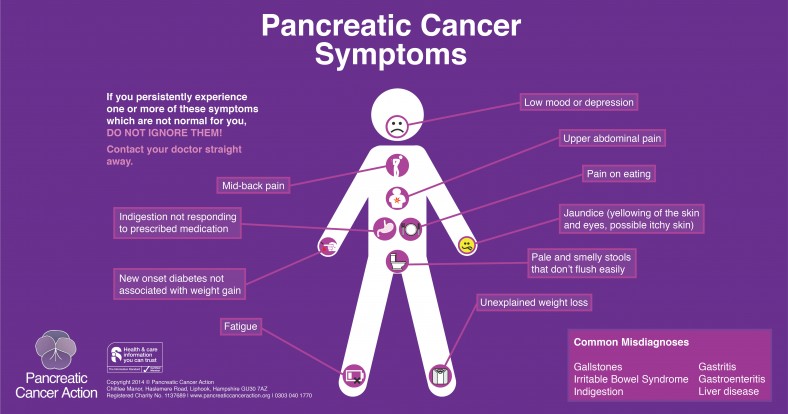 Pancreatic Cancer
Symptoms
If you persistently experience
one or more of these symptoms
which are not normal for you,
DO NOT IGNORE THEM!
Contact your doctor straight
away.
Low mood or depression
Upper abdominal pain
Mid-back pain
Pain on eating
Indigestion not responding
to prescribed medication
Jaundice (yellowing of the skin
and eyes, possible itchy skin)
New onset diabetes not
associated with weight gain
Pale and smelly stools
that don't flush easily
Unexplained weight loss
Fatigue
Common Misdiagnoses
Gallstones
Irritable Bowel Syndrome
Indigestion
Gastritis
Gastroenteritis
Liver disease
Pancreatic
Cancer Action
Health & care
information
you can trust
Copyright 2014 © Pancreatic Cancer Action
Chiltlee Manor, Haslemere Road, Liphook, Hampshire GU30 7AZ
Registered Charity No. 1137689 | www.pancreaticcanceraction.org | 0303 040 1770